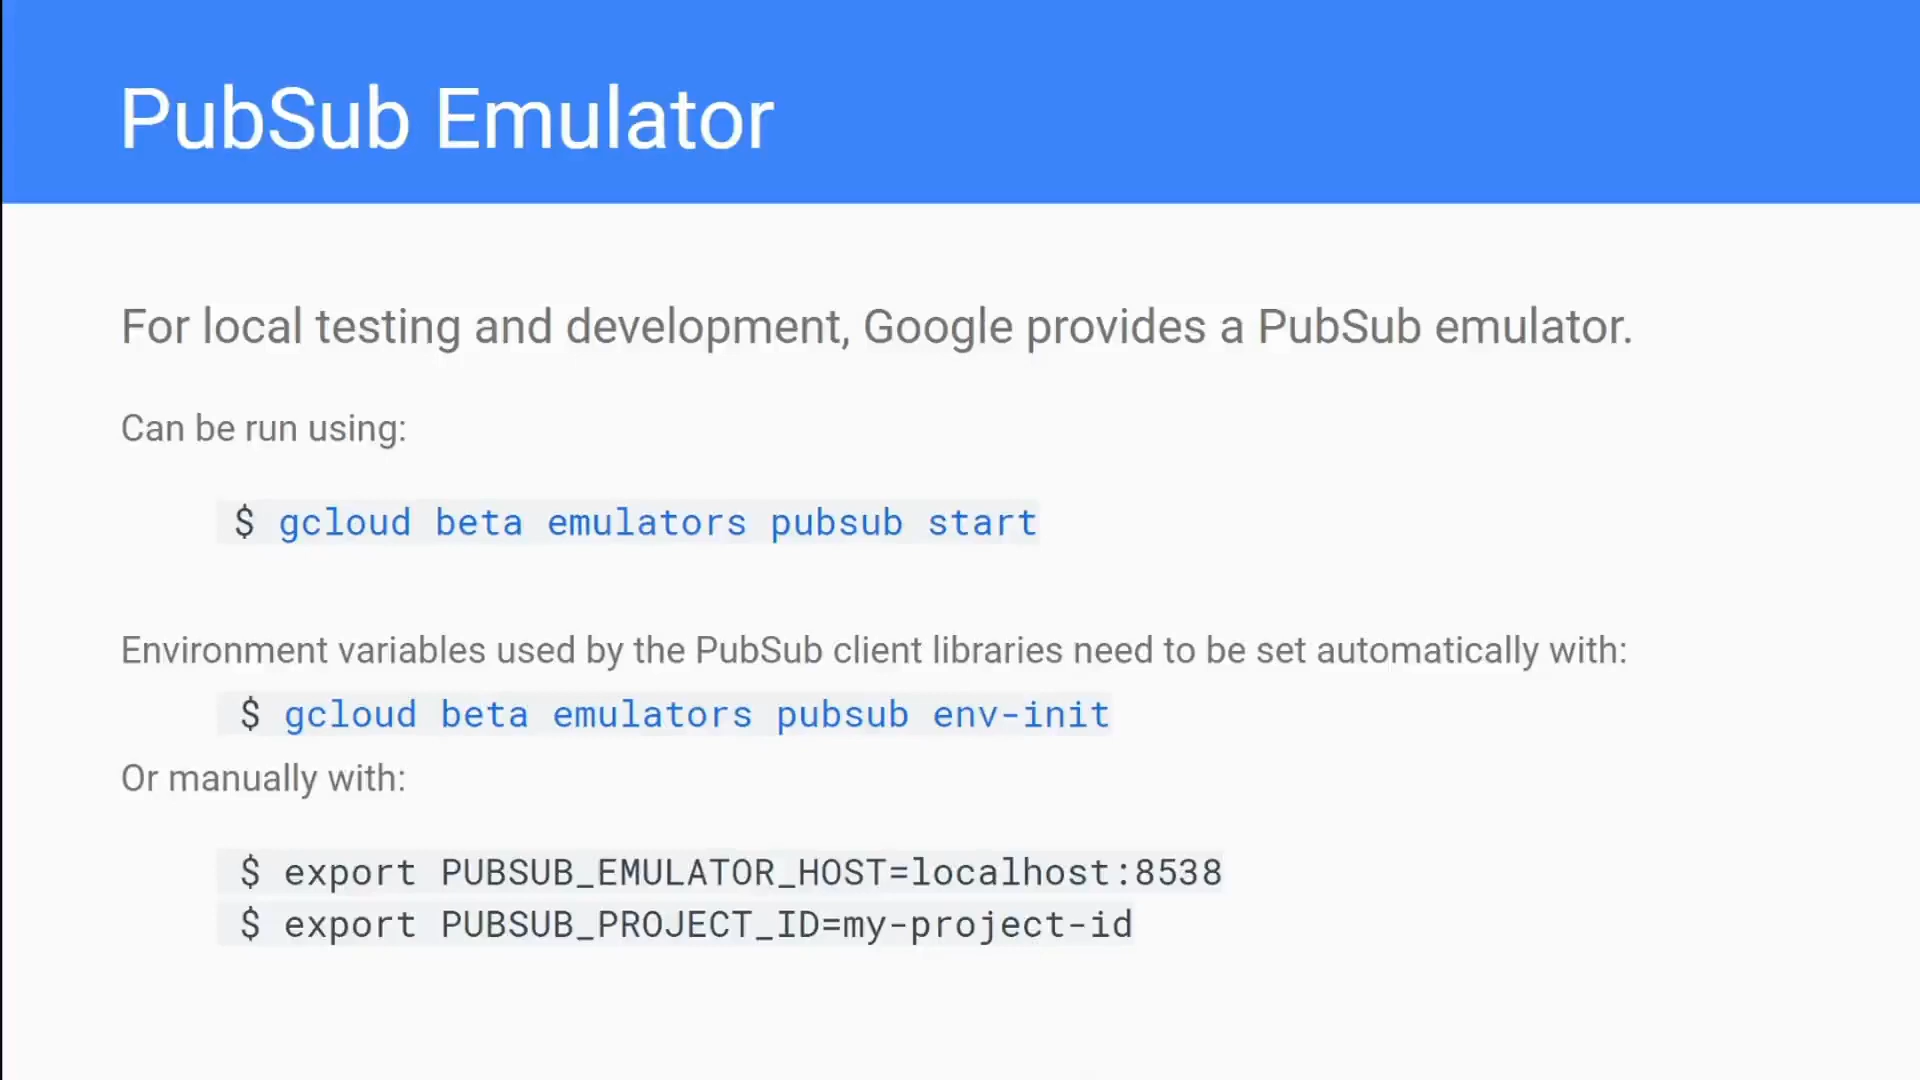 PubSub Emulator
For local testing and development, Google provides a PubSub emulator.
Can be run using:
$ gcloud beta emulators pubsub start
Environment variables used by the PubSub client libraries need to be set automatically with:
$ gcloud beta emulators pubsub env-init
Or manually with:
$ export PUBSUB_EMULATOR_HOST=localhost:8538
$ export PUBSUB_PROJECT_ID=my-project-id